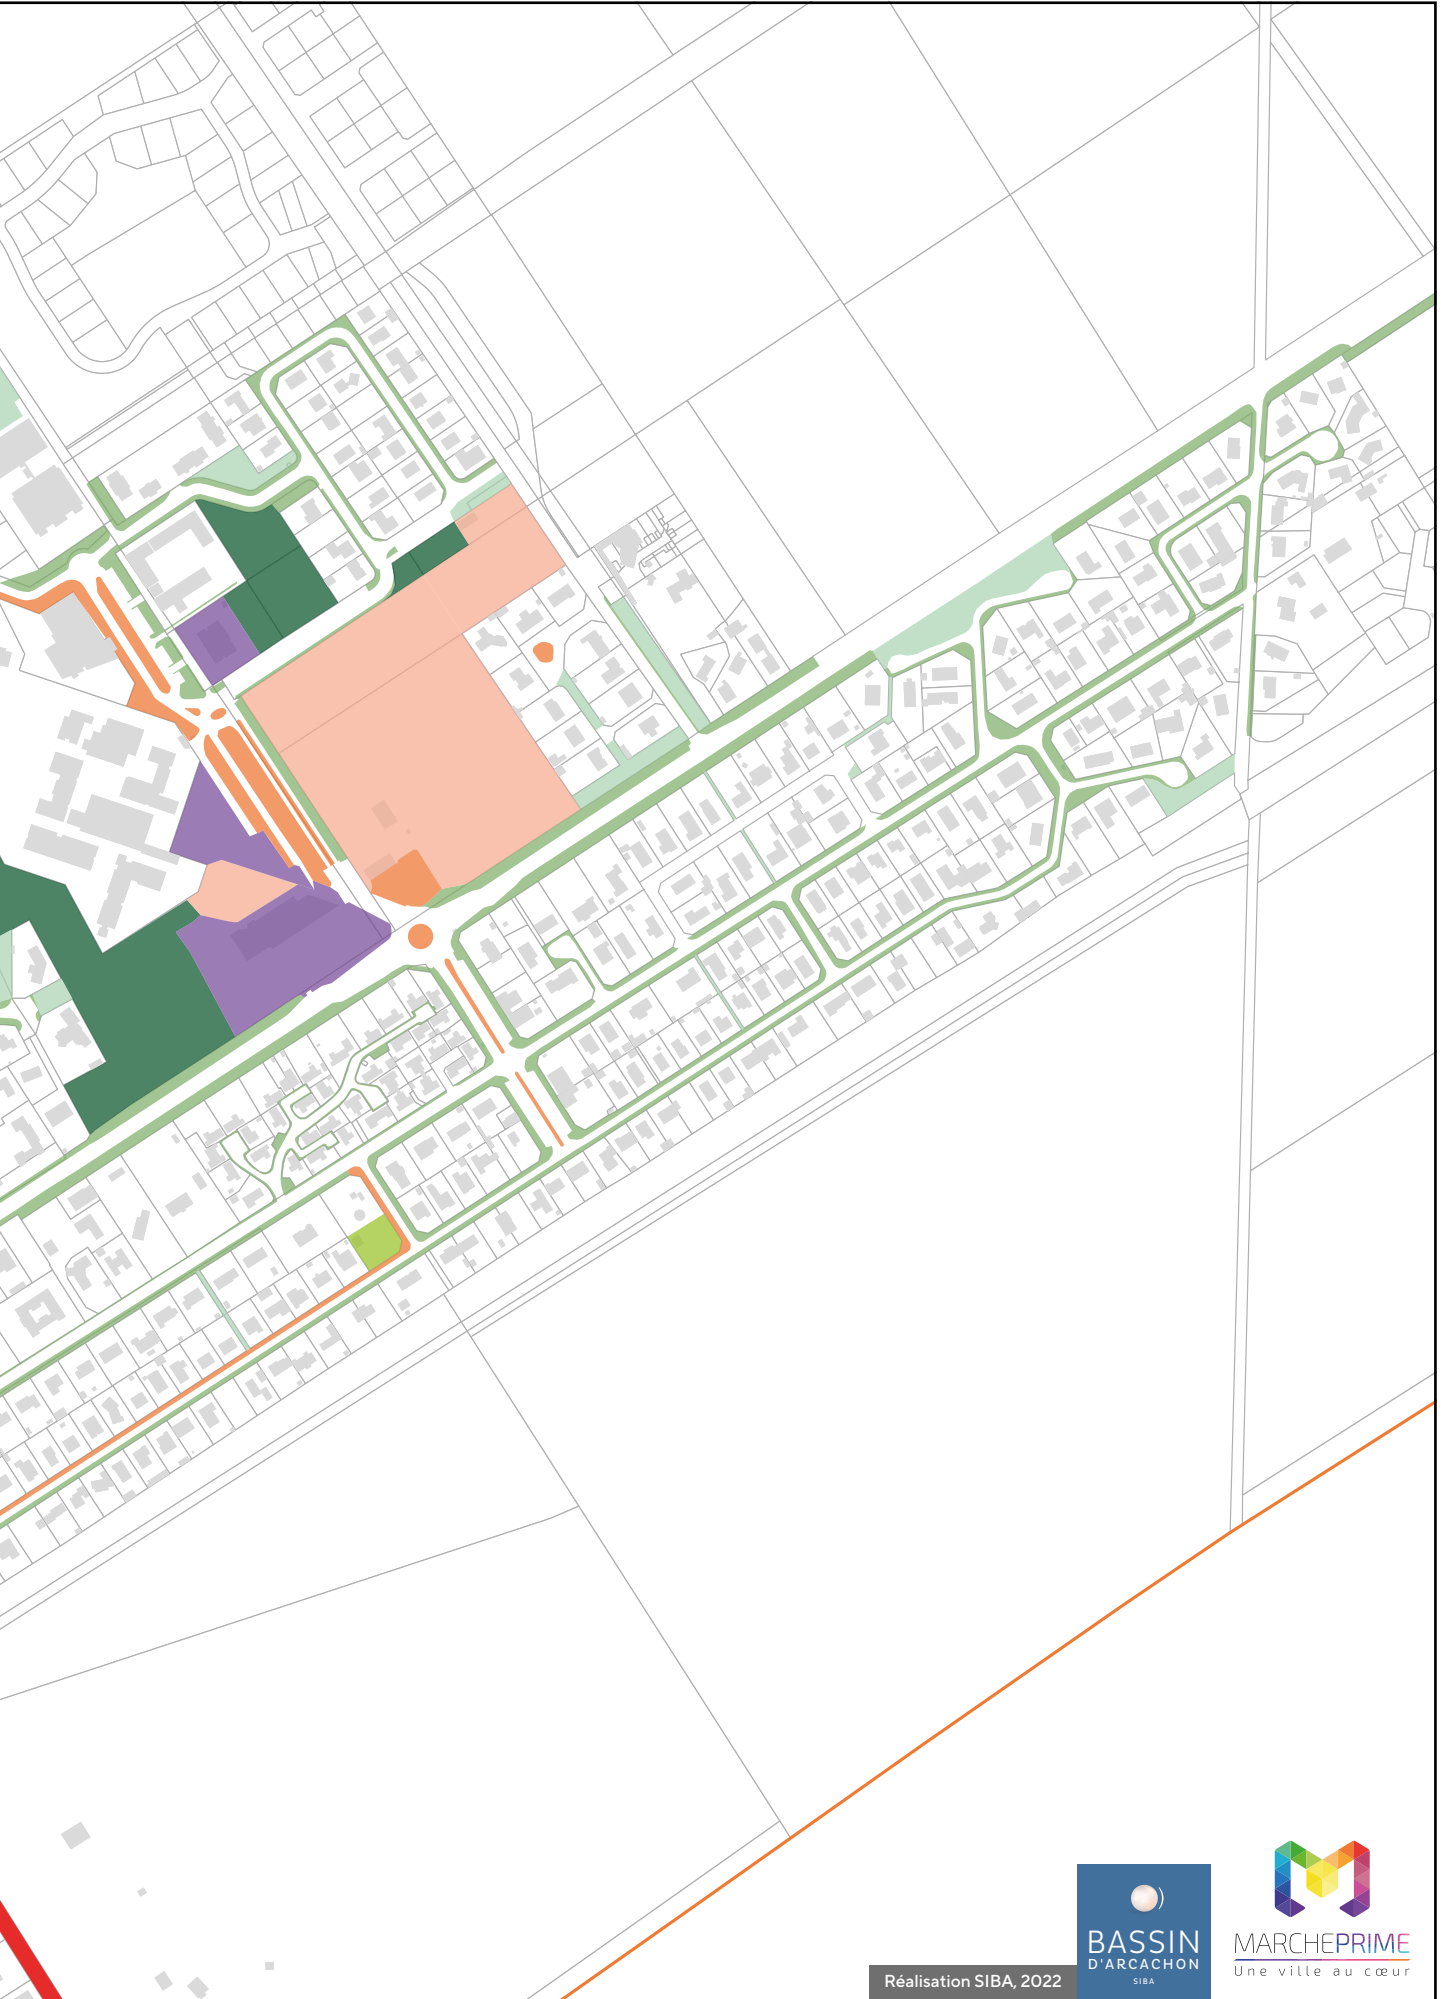 Réalisation SIBA, 2022
BASSIN
D'ARCACHON
SIBA
MARCHEPRIME
Une ville au cœur